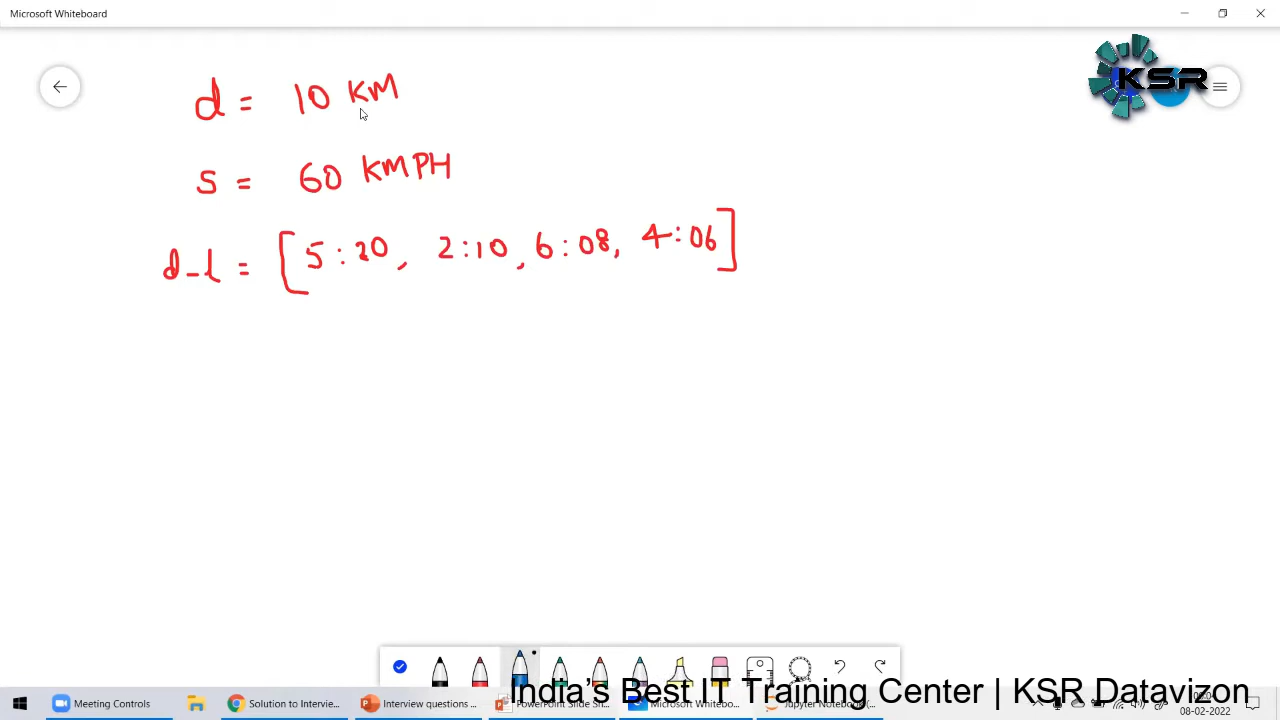 Microsoft Whiteboard
KSR
d = 10 KM
s = 60 KMPH
d-l = [5:20, 2:10, 6:08, 4:06]
India's Best IT Training Center | KSR Datavizon
Meeting Controls
Solution to Intervie...
Interview questions ...
PowerPoint Slide Sh...
Microsoft Whitebo...
Jupyter Notebook (...
08-02-2022